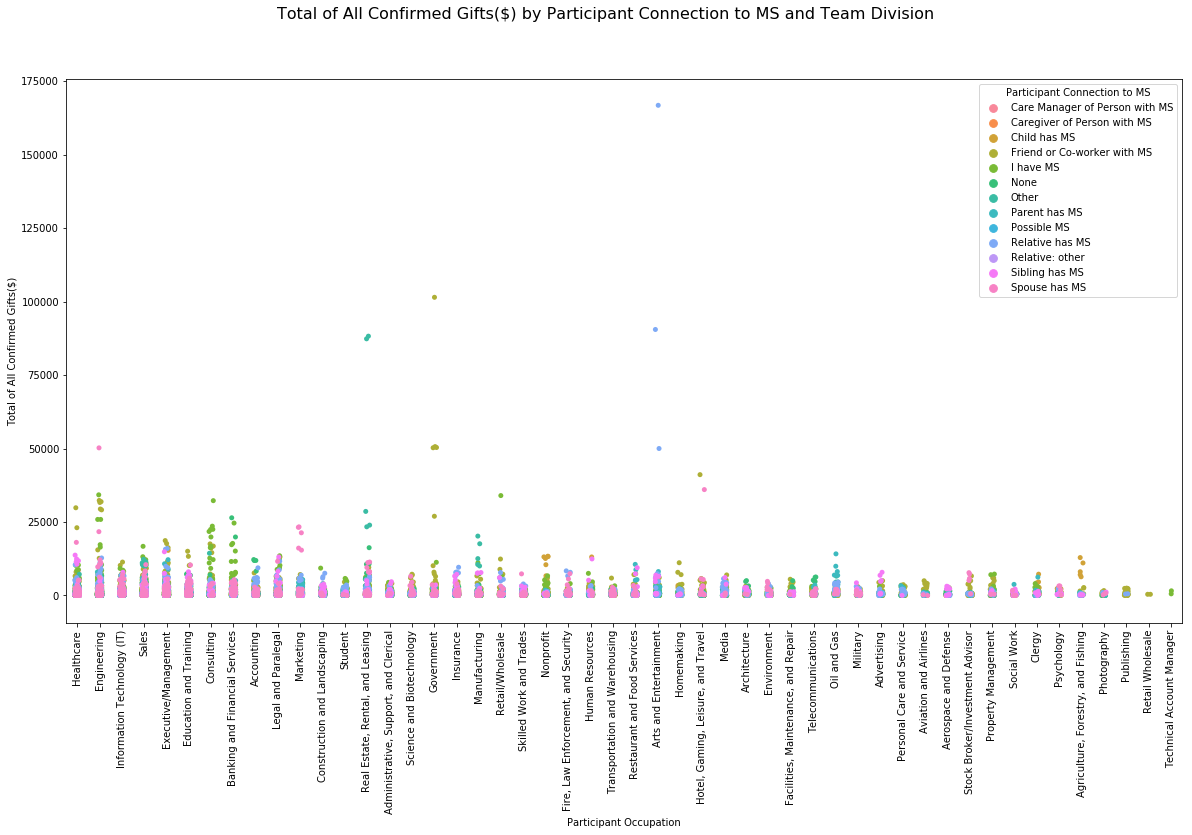 Total of All Confirmed Gifts($) by Participant Connection to MS and Team Division
175000
150000
125000
100000
75000
50000
25000
0
Total of All Confirmed Gifts($)
Participant Connection to MS
Care Manager of Person with MS
Caregiver of Person with MS
Child has MS
Friend or Co-worker with MS
I have MS
None
Other
Parent has MS
Possible MS
Relative has MS
Relative: other
Sibling has MS
Spouse has MS
Healthcare
Engineering
Information Technology (IT)
Sales
Executive/Management
Education and Training
Consulting
Banking and Financial Services
Accounting
Legal and Paralegal
Marketing
Construction and Landscaping
Student
Real Estate, Rental, and Leasing
Administrative, Support, and Clerical
Science and Biotechnology
Government
Insurance
Manufacturing
Retail/Wholesale
Skilled Work and Trades
Nonprofit
Fire, Law Enforcement, and Security
Human Resources
Transportation and Warehousing
Restaurant and Food Services
Arts and Entertainment
Homemaking
Hotel, Gaming, Leisure, and Travel
Media
Architecture
Environment
Facilities, Maintenance, and Repair
Telecommunications
Oil and Gas
Military
Advertising
Personal Care and Service
Aviation and Airlines
Aerospace and Defense
Stock Broker/Investment Advisor
Property Management
Social Work
Clergy
Psychology
Agriculture, Forestry, and Fishing
Photography
Publishing
Retail Wholesale
Technical Account Manager
Participant Occupation